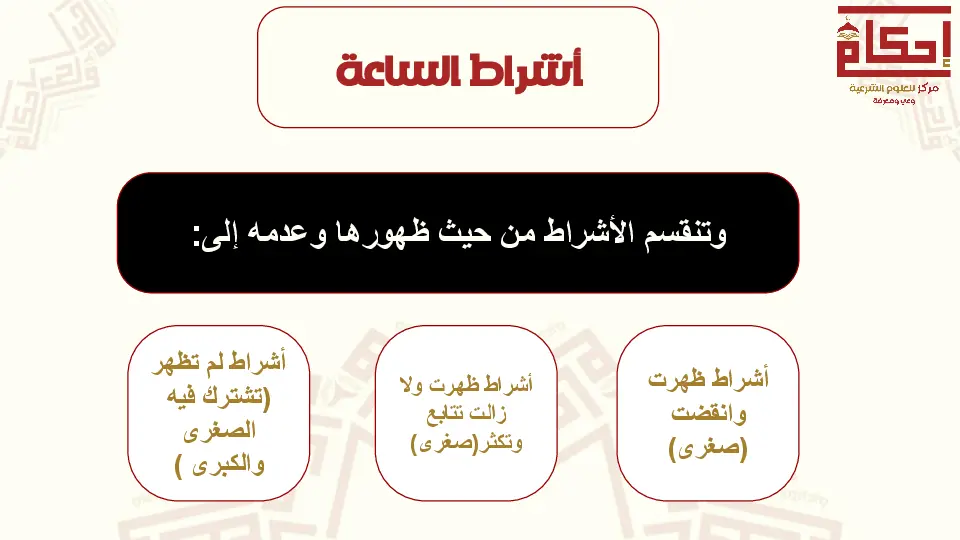 إحكام
مركز للعلوم الشرعية
وعي ومعرفة
أشراط الساعة
وتنقسم الأشراط من حيث ظهورها وعدمه إلى:
أشراط ظهرت
وانقضت
(صغرى)
أشراط ظهرت ولا
زالت تتابع
وتكثر(صغرى)
أشراط لم تظهر
(تشترك فيه
الصغرى
والكبرى )